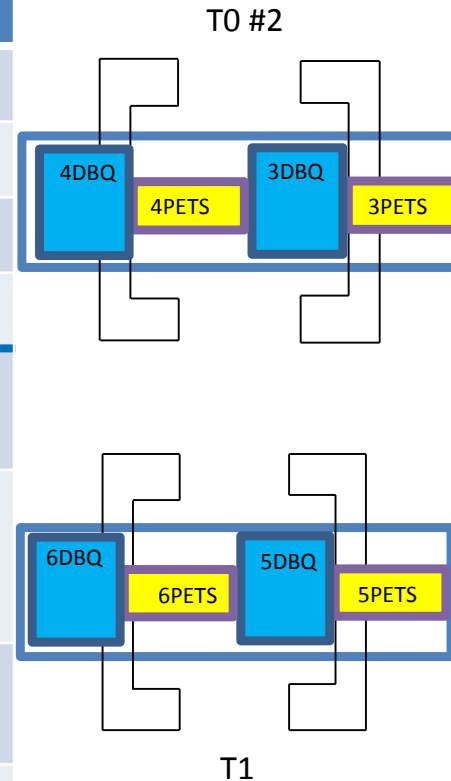 T0 #2
4DBQ
4PETS
3DBQ
3PETS
6DBQ
6PETS
5DBQ
5PETS
T1